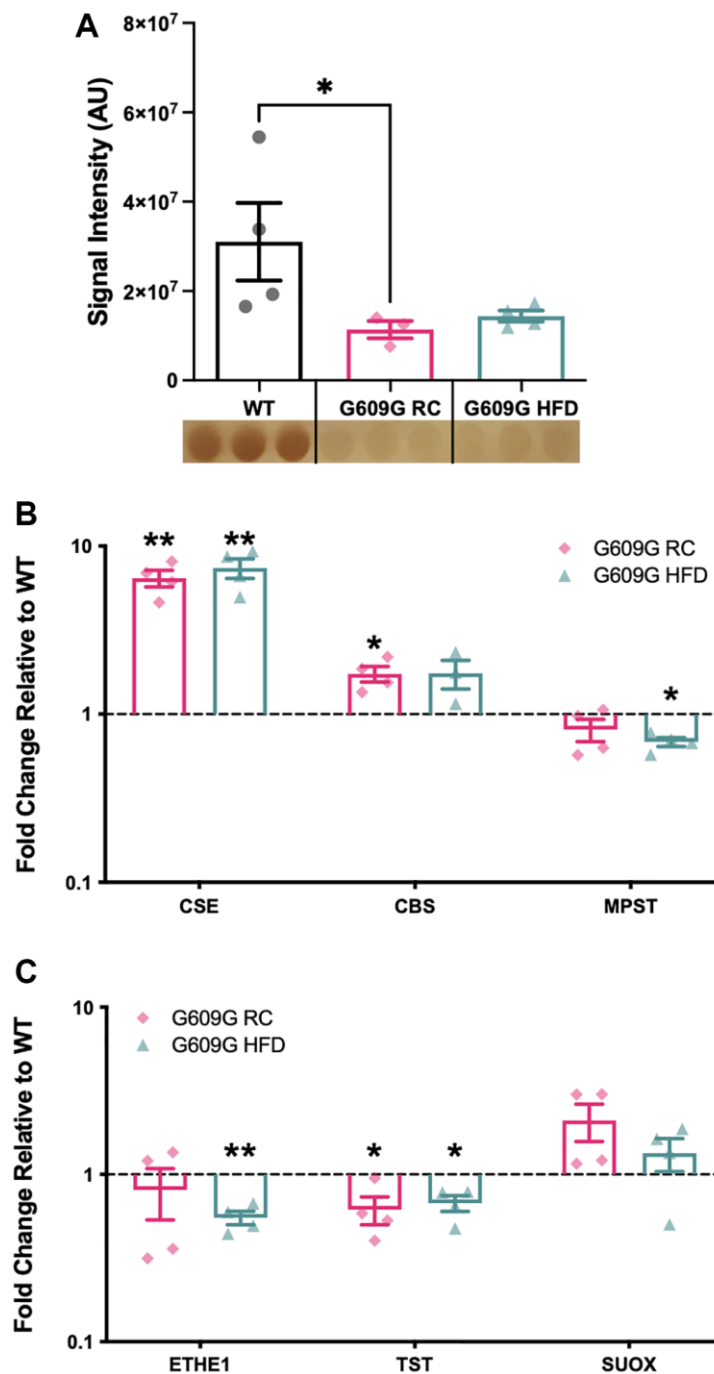 A
Signal Intensity (AU)
8×10⁷
6×10⁷
4×10⁷
2×10⁷
0
*
WT
G609G RC
G609G HFD
B
Fold Change Relative to WT
10
1
0.1
** ** * *
G609G RC
G609G HFD
CSE
CBS
MPST
C
Fold Change Relative to WT
10
1
0.1
G609G RC
G609G HFD
** * *
ETHE1
TST
SUOX